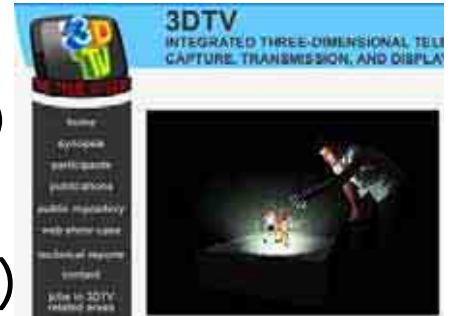 3D
TV
3DTV
INTEGRATED THREE-DIMENSIONAL TELE
CAPTURE, TRANSMISSION, AND DISPLA
home
synopsis
participants
publications
public repository
web show-case
technical reports
contact
jobs in 3DTV
related areas
)
)